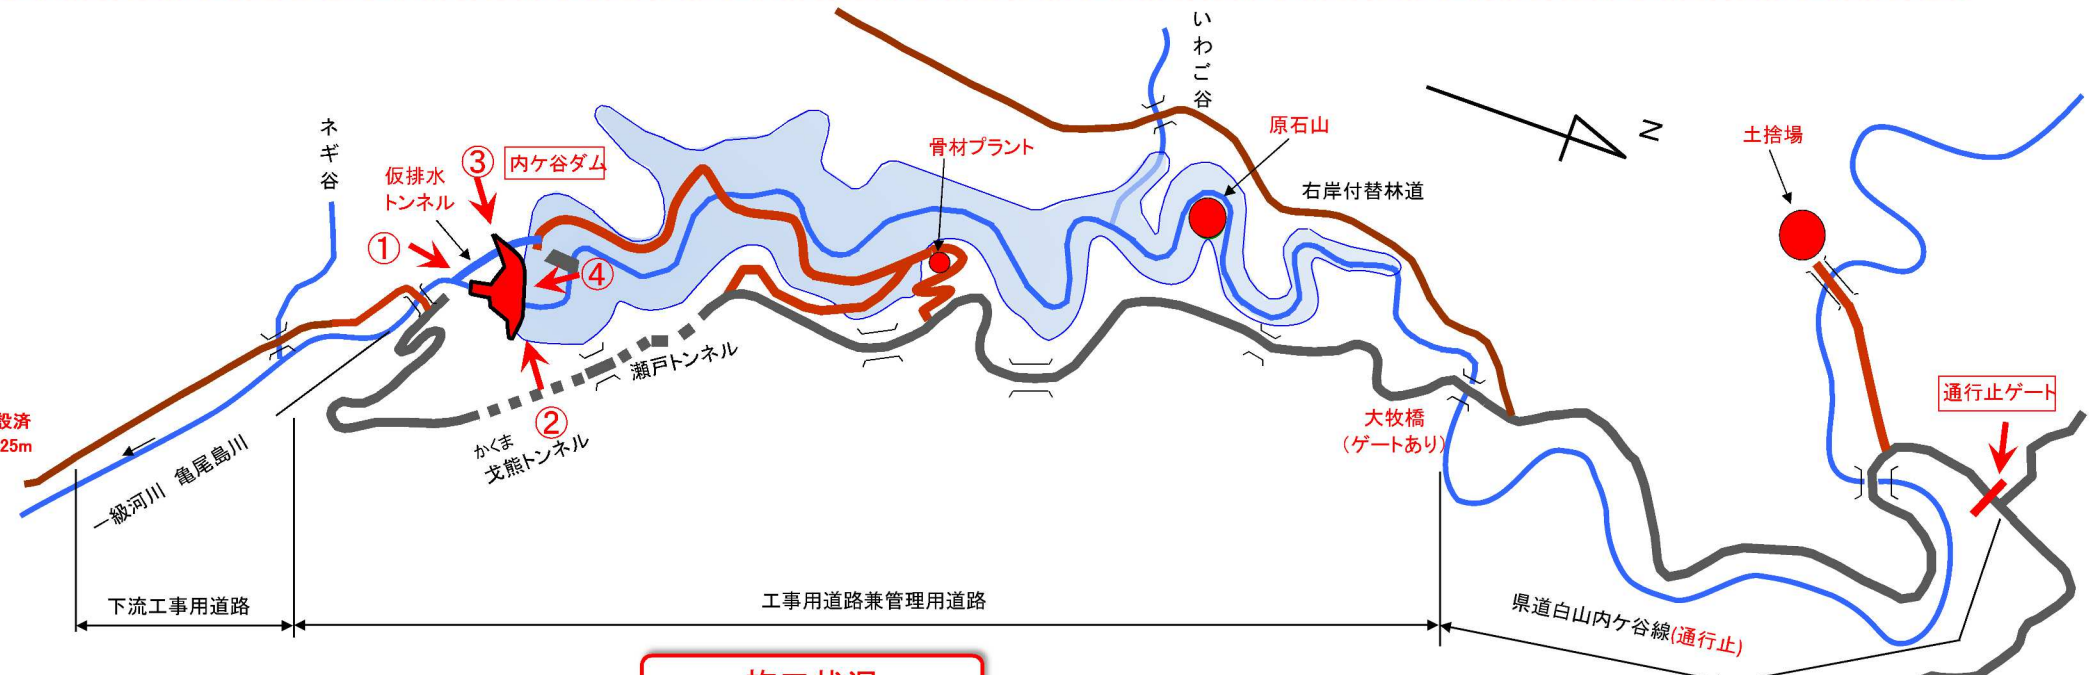 いわご谷
ネギ谷
③
内ケ谷ダム
仮排水
トンネル
①
④
②
骨材プラント
原石山
右岸付替林道
N
土捨場
通行止ゲート
瀬戸トンネル
かくま
戈熊トンネル
大牧橋
(ゲートあり)
設済
25m
一級河川 亀尾島川
下流工事用道路
工事用道路兼管理用道路
県道白山内ケ谷線(通行止)